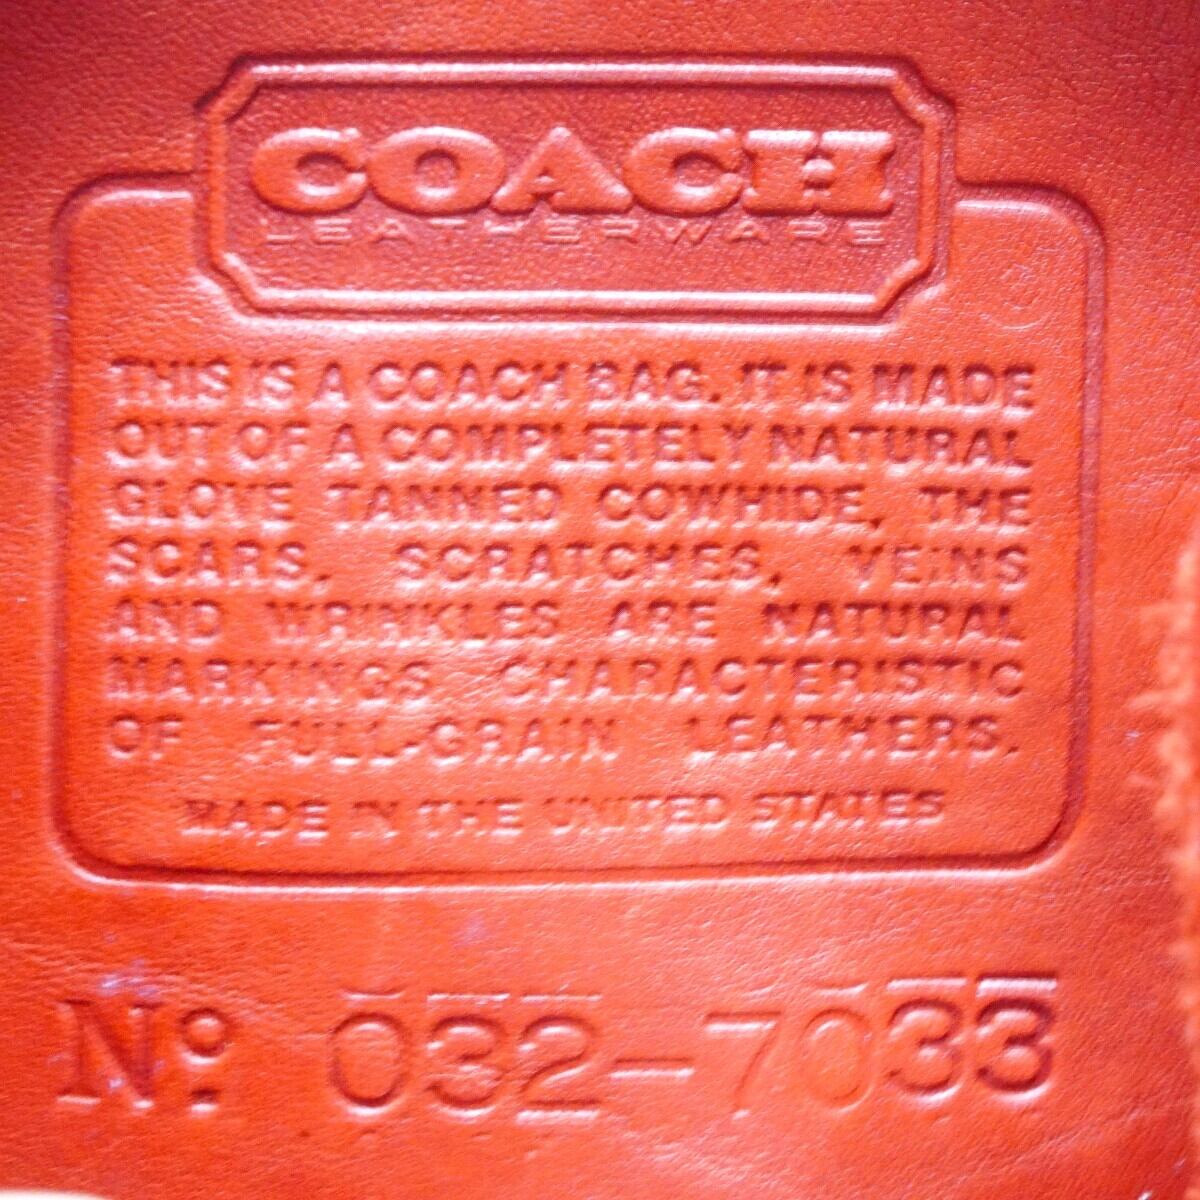 COACH
LEATHERWARE
THIS IS A COACH BAG. IT IS MADE
OUT OF A COMPLETELY NATURAL
GLOVE TANNED COWHIDE, THE
SCARS, SCRATCHES, VEINS
AND WRINKLES ARE NATURAL
MARKINGS CHARACTERISTIC
OF FULL-GRAIN LEATHERS.
MADE IN THE UNITED STATES
Nº 032-7033